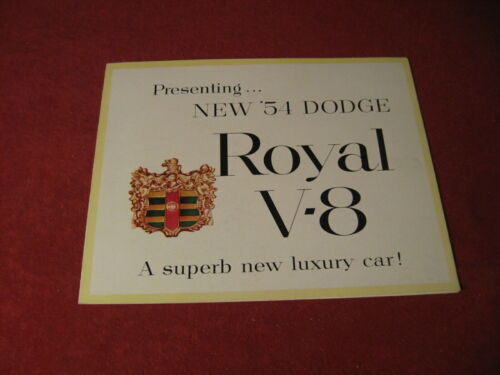 Presenting...
NEW '54 DODGE
Royal
V-8
A superb new luxury car!